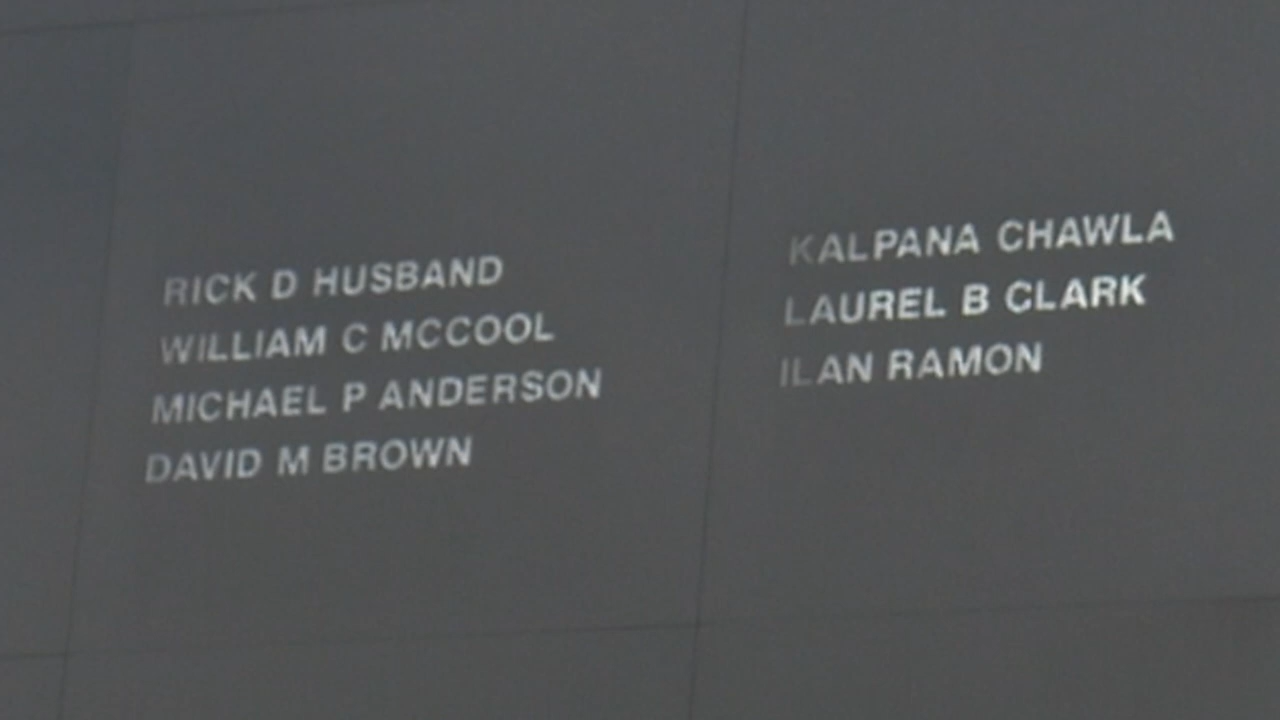 RICK D HUSBAND
WILLIAM C MCCOOL
MICHAEL P ANDERSON
DAVID M BROWN
KALPANA CHAWLA
LAUREL B CLARK
ILAN RAMON